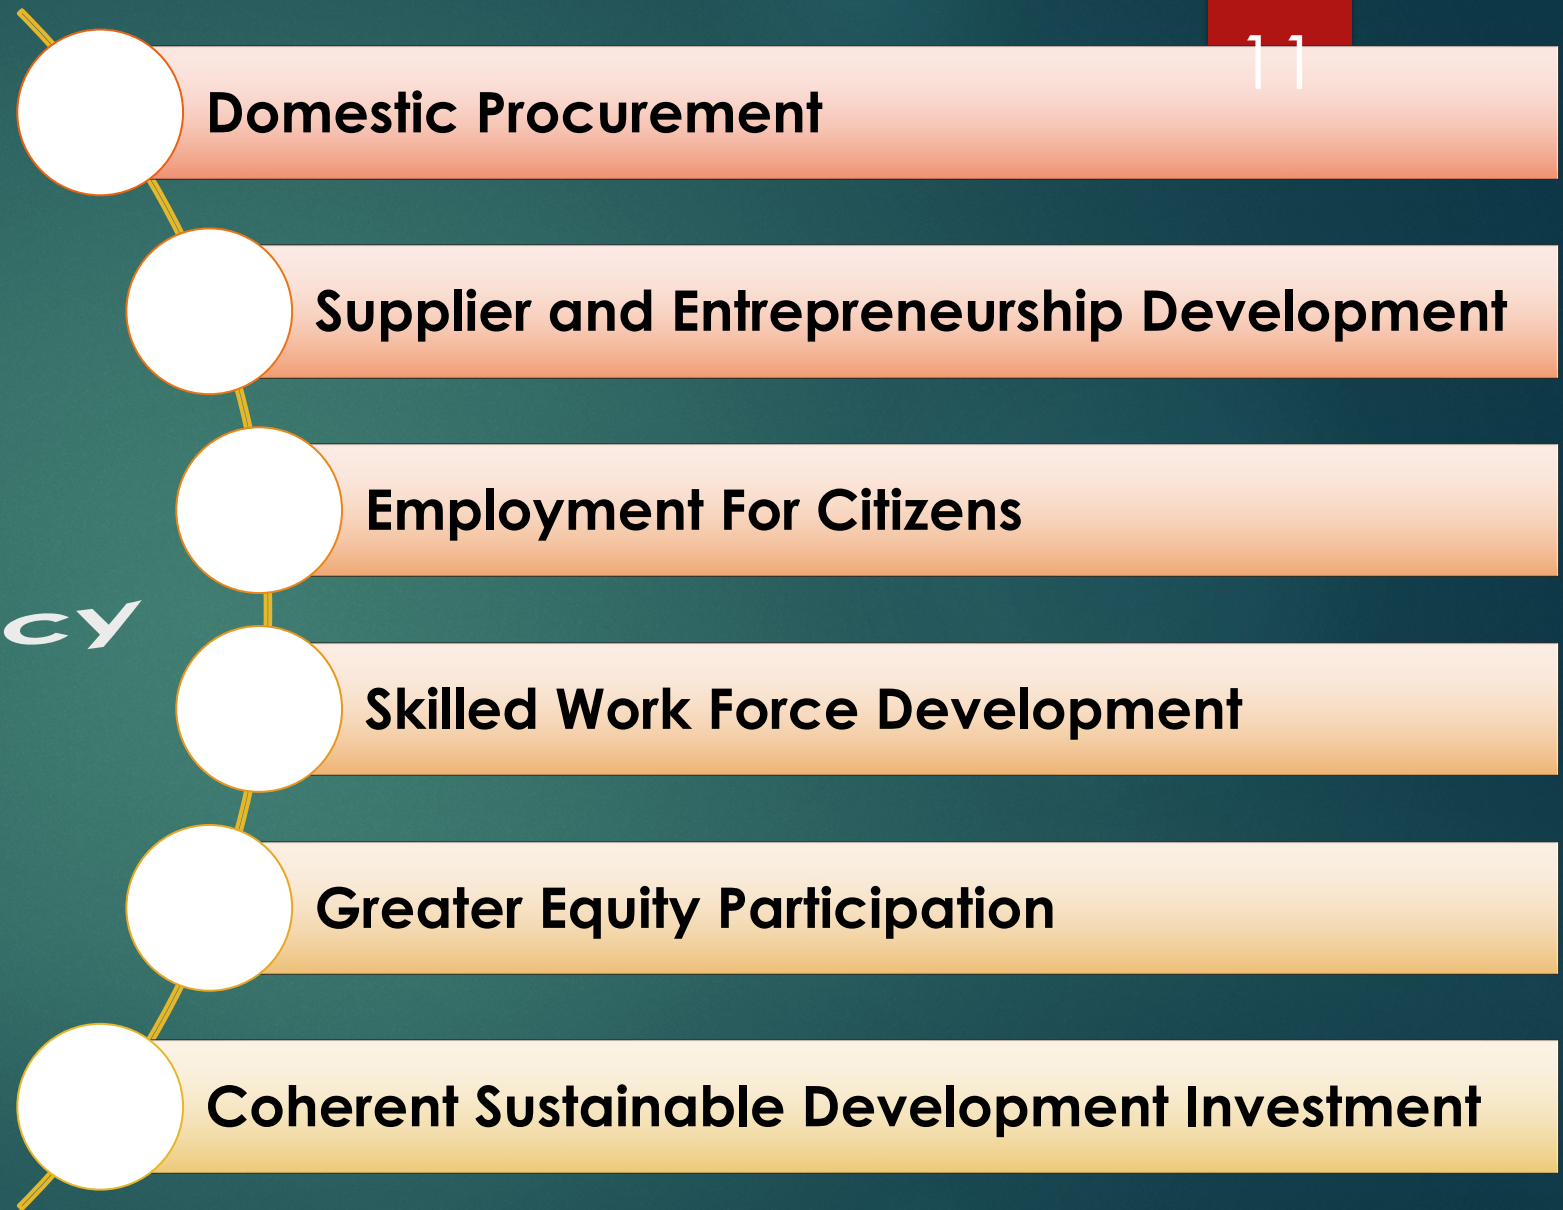 11
Domestic Procurement
Supplier and Entrepreneurship Development
Employment For Citizens
cy
Skilled Work Force Development
Greater Equity Participation
Coherent Sustainable Development Investment